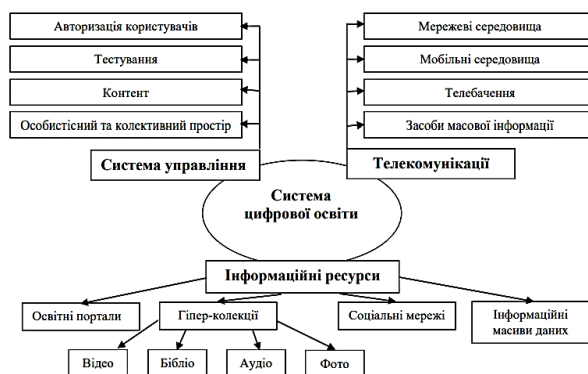 Авторизація користувачів
Тестування
Контент
Особистісний та колективний простір
Система управління
Мережеві середовища
Мобільні середовища
Телебачення
Засоби масової інформації
Телекомунікації
Система
цифрової освіти
Інформаційні ресурси
Освітні портали
Гіпер-колекції
Соціальні мережі
Інформаційні
масиви даних
Відео
Бібліо
Аудіо
Фото